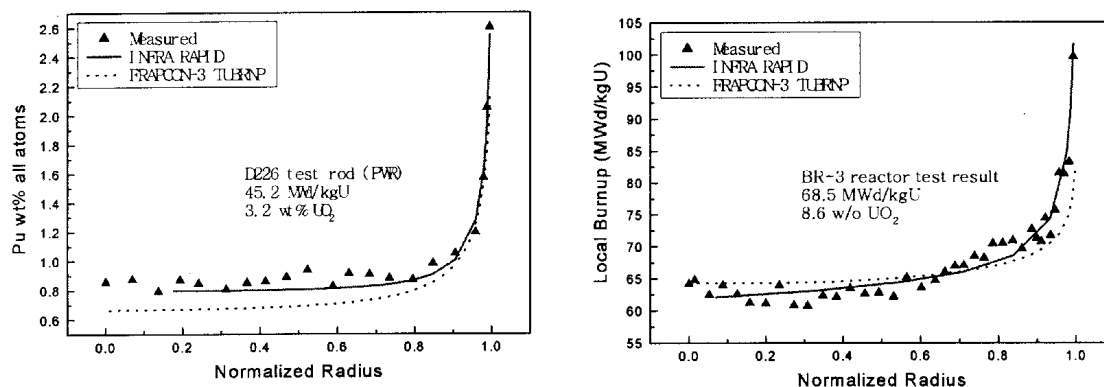 Measured
INFRA RAPID
FRAPCON-3 TUBRNP
2.6
2.4
2.2
2.0
1.8
1.6
1.4
1.2
1.0
0.8
0.6
Pu wt% all atoms
D226 test rod (PWR)
45.2 MWd/kgU
3.2 wt% UO₂
0.0 0.2 0.4 0.6 0.8 1.0
Normalized Radius
Measured
INFRA RAPID
FRAPCON-3 TUBRNP
105
100
95
90
85
80
75
70
65
60
55
Local Burnup (MWd/kgU)
BR-3 reactor test result
68.5 MWd/kgU
8.6 w/o UO₂
0.0 0.2 0.4 0.6 0.8 1.0
Normalized Radius